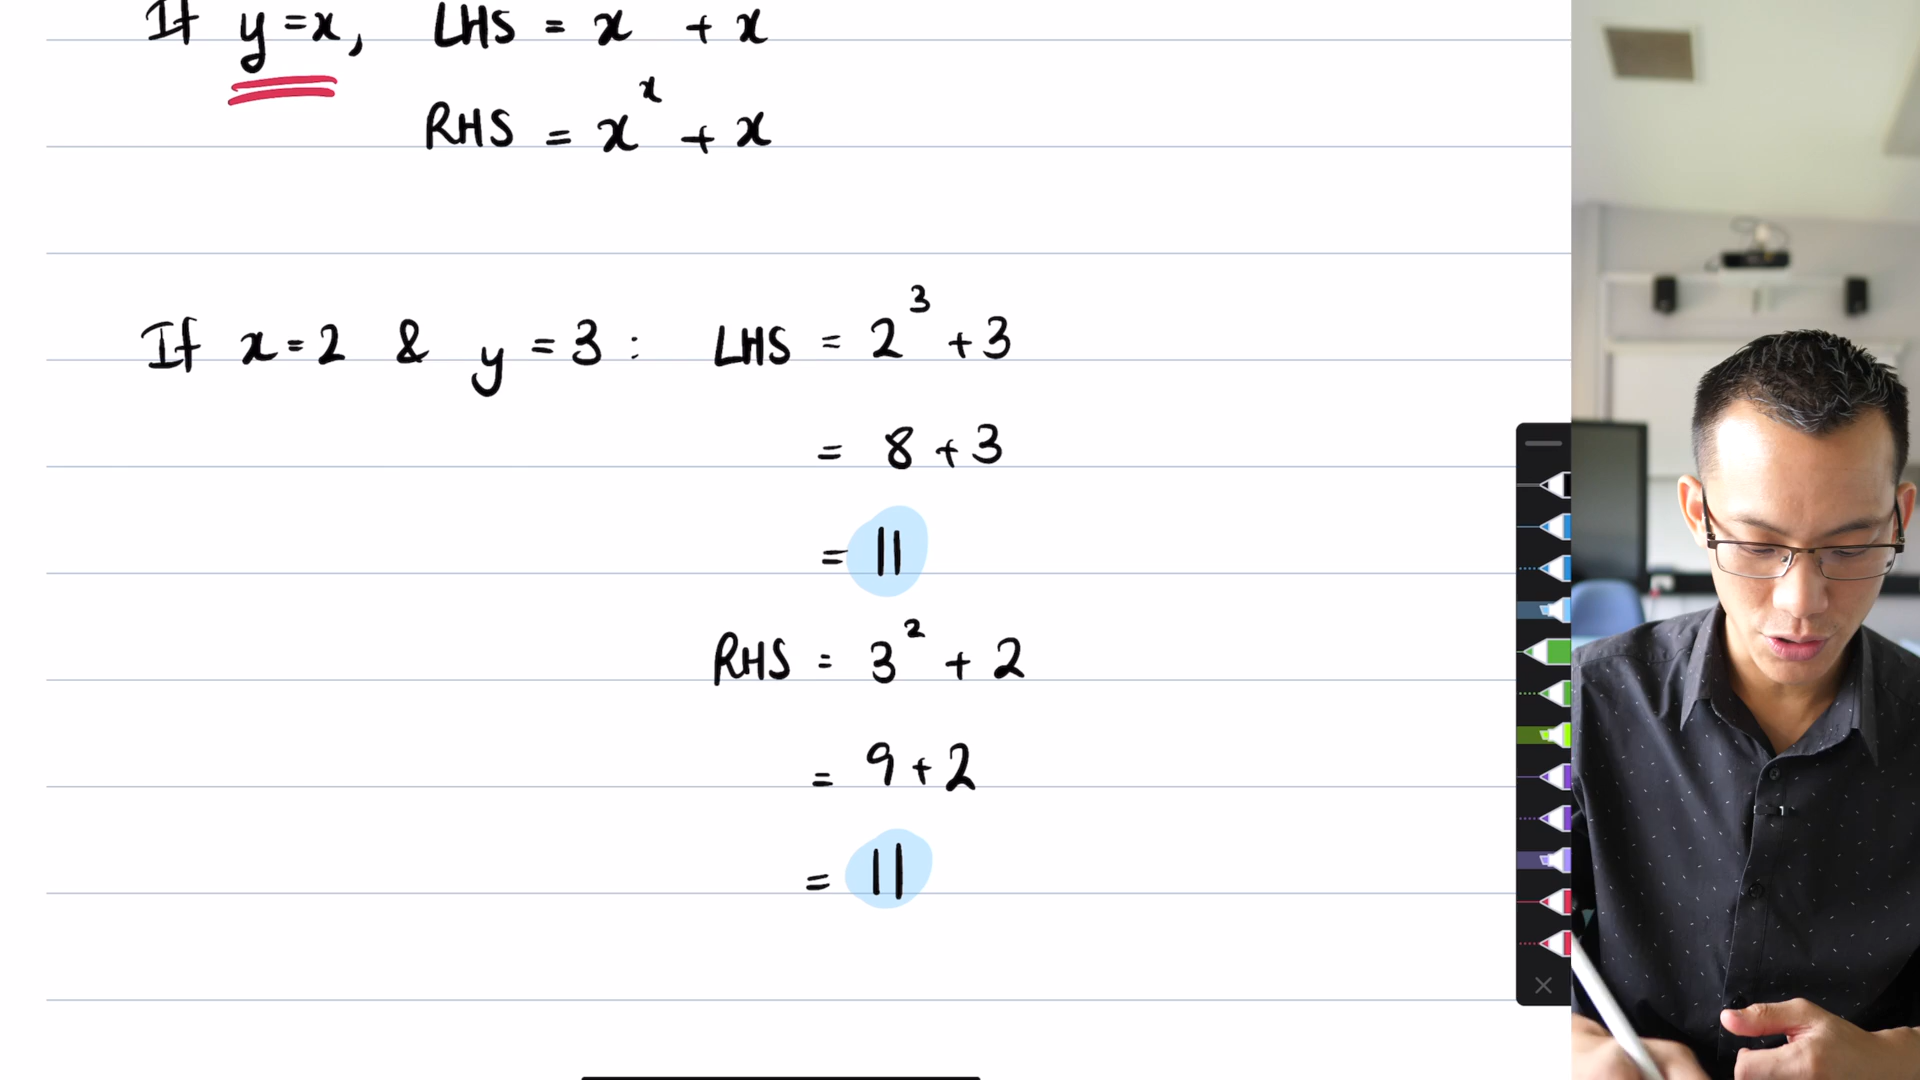 If y = x, LHS = x + x
RHS = x^x + x
If x = 2 & y = 3 : LHS = 2^3 + 3
= 8 + 3
= 11
RHS = 3^2 + 2
= 9 + 2
= 11